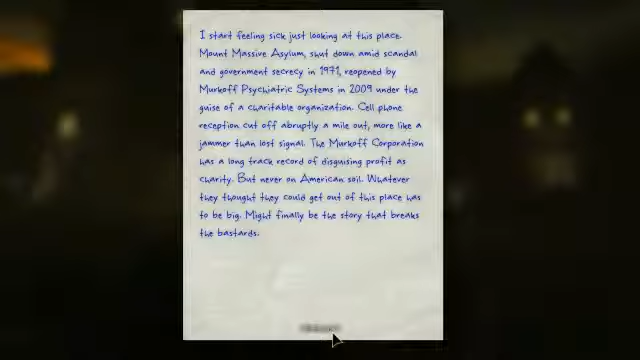 I start feeling sick just looking at this place.
Mount Massive Asylum, shut down amid scandal
and government secrecy in 1971, reopened by
Murkoff Psychiatric Systems in 2009 under the
guise of a charitable organization. Cell phone
reception cut off abruptly a mile out, more like a
jammer than lost signal. The Murkoff Corporation
has a long track record of disguising profit as
charity. But never on American soil. Whatever
they thought they could get out of this place has
to be big. Might finally be the story that breaks
the bastards.